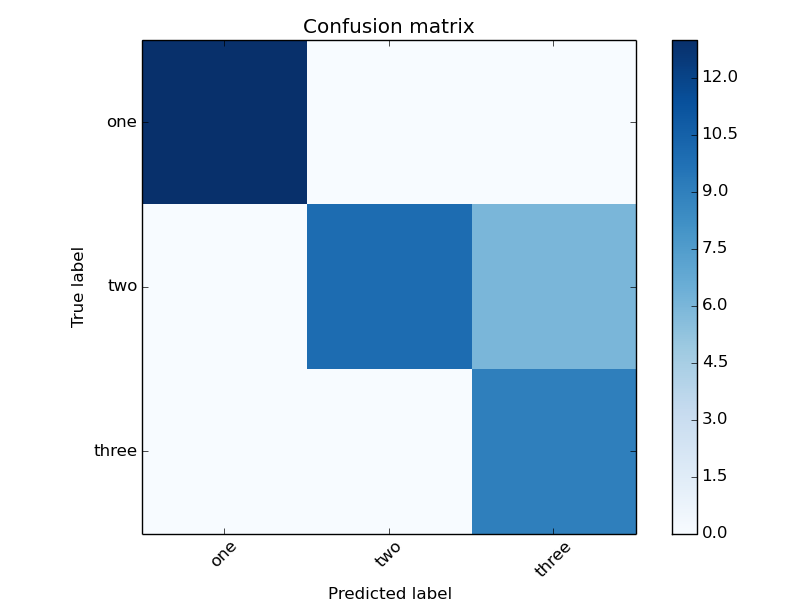 Confusion matrix
one
two
three
True label
one
two
three
Predicted label
12.0
10.5
9.0
7.5
6.0
4.5
3.0
1.5
0.0